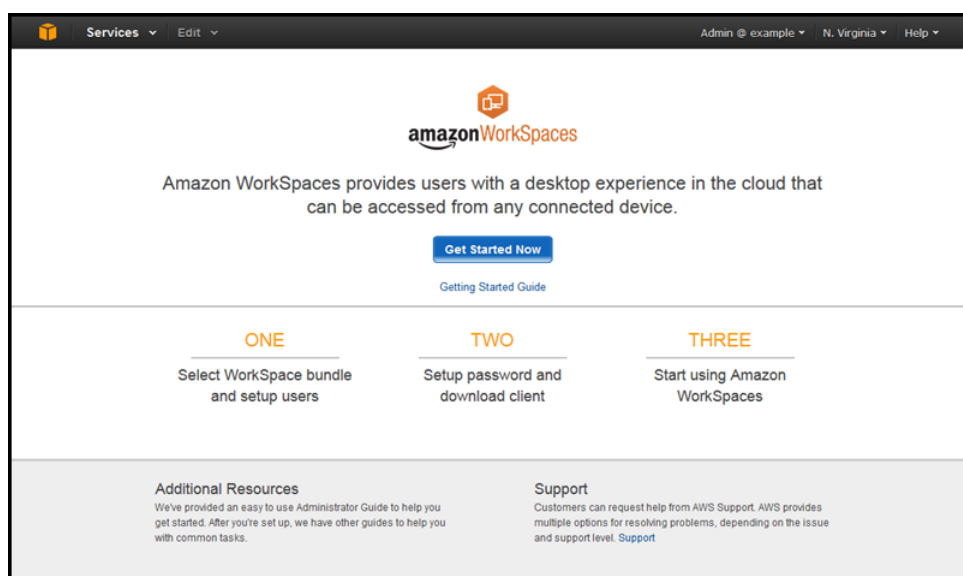 Services Edit Admin @ example N. Virginia Help
amazon WorkSpaces
Amazon WorkSpaces provides users with a desktop experience in the cloud that
can be accessed from any connected device.
Get Started Now
Getting Started Guide
ONE
Select WorkSpace bundle
and setup users
TWO
Setup password and
download client
THREE
Start using Amazon
WorkSpaces
Additional Resources
We've provided an easy to use Administrator Guide to help you
get started. After you're set up, we have other guides to help you
with common tasks.
Support
Customers can request help from AWS Support. AWS provides
multiple options for resolving problems, depending on the issue
and support level. Support